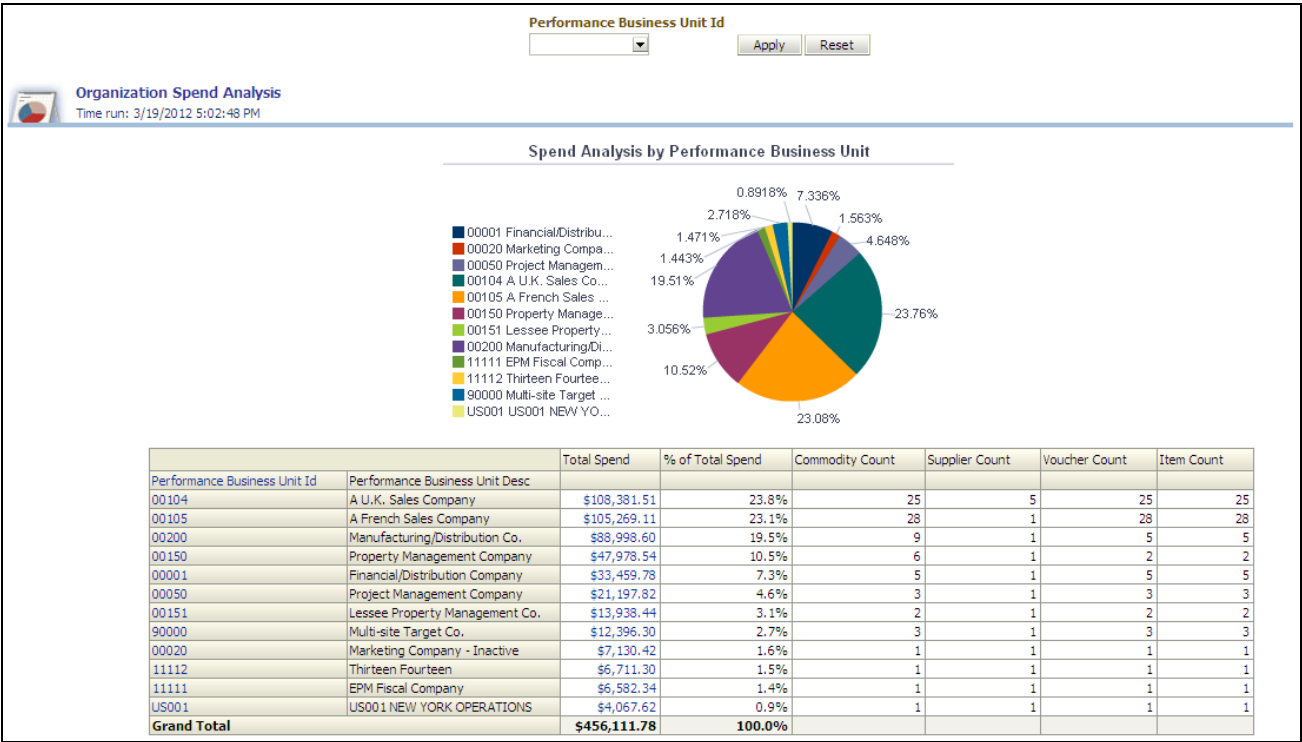 Performance Business Unit Id
Apply Reset
Organization Spend Analysis
Time run: 3/19/2012 5:02:48 PM
Spend Analysis by Performance Business Unit
00001 Financial/Distribu...
00020 Marketing Compa...
00050 Project Managem...
00104 A U.K. Sales Co...
00105 A French Sales ...
00150 Property Manage...
00151 Lessee Property...
00200 Manufacturing/Di...
11111 EPM Fiscal Comp...
11112 Thirteen Fourtee...
90000 Multi-site Target ...
US001 US001 NEW YO...
0.8918% 7.336%
2.718% 1.563%
1.471% 4.648%
1.443%
19.51%
23.76%
3.056%
10.52%
23.08%
Total Spend % of Total Spend Commodity Count Supplier Count Voucher Count Item Count
Performance Business Unit Id Performance Business Unit Desc
00104 A U.K. Sales Company $108,381.51 23.8% 25 5 25 25
00105 A French Sales Company $105,269.11 23.1% 28 1 28 28
00200 Manufacturing/Distribution Co. $88,998.60 19.5% 9 1 5 5
00150 Property Management Company $47,978.54 10.5% 6 1 2 2
00001 Financial/Distribution Company $33,459.78 7.3% 5 1 5 5
00050 Project Management Company $21,197.82 4.6% 3 1 3 3
00151 Lessee Property Management Co. $13,938.44 3.1% 2 1 2 2
90000 Multi-site Target Co. $12,396.30 2.7% 3 1 3 3
00020 Marketing Company - Inactive $7,130.42 1.6% 1 1 1 1
11112 Thirteen Fourteen $6,711.30 1.5% 1 1 1 1
11111 EPM Fiscal Company $6,582.34 1.4% 1 1 1 1
US001 US001 NEW YORK OPERATIONS $4,067.62 0.9% 1 1 1 1
Grand Total $456,111.78 100.0%